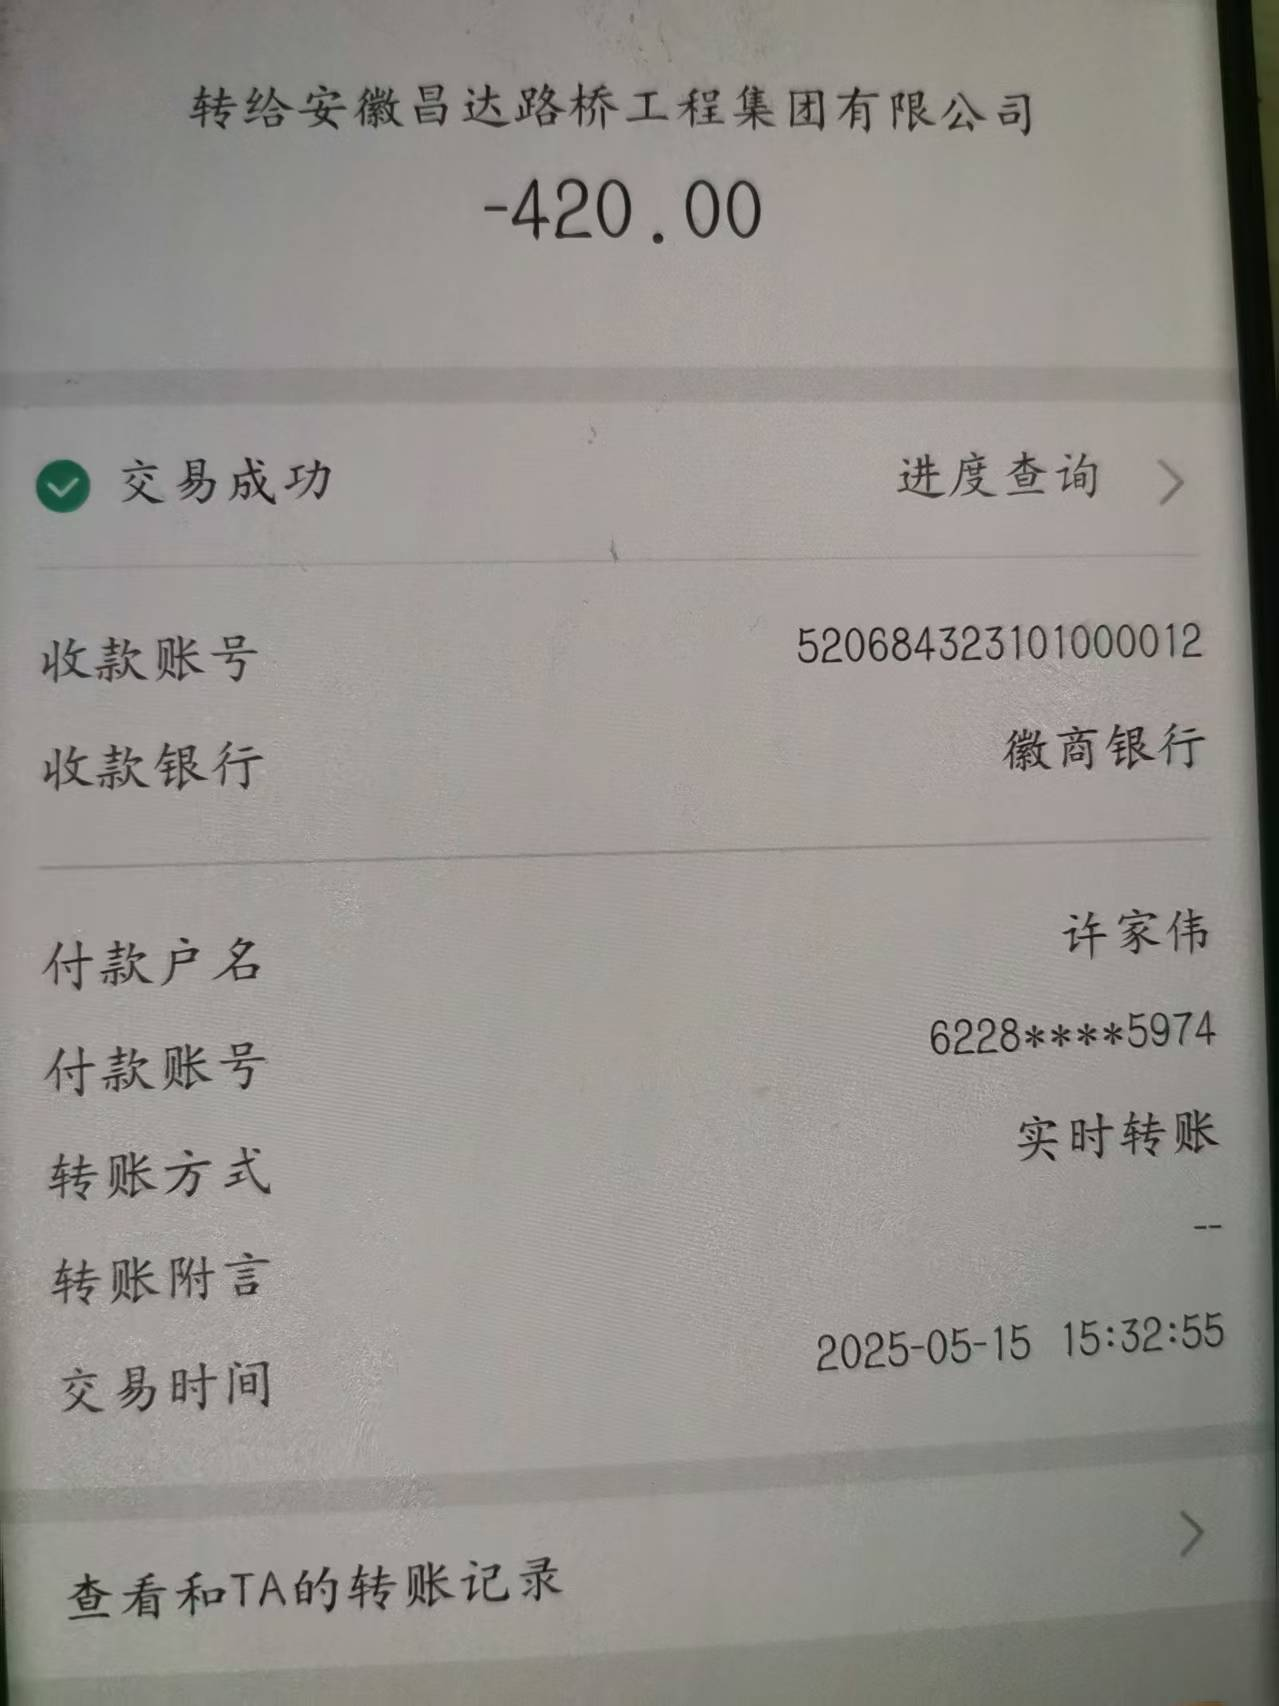 转给安徽昌达路桥工程集团有限公司
-420.00
交易成功 进度查询
收款账号 520684323101000012
收款银行 徽商银行
付款户名 许家伟
付款账号 6228****5974
转账方式 实时转账
转账附言 --
交易时间 2025-05-15 15:32:55
查看和TA的转账记录